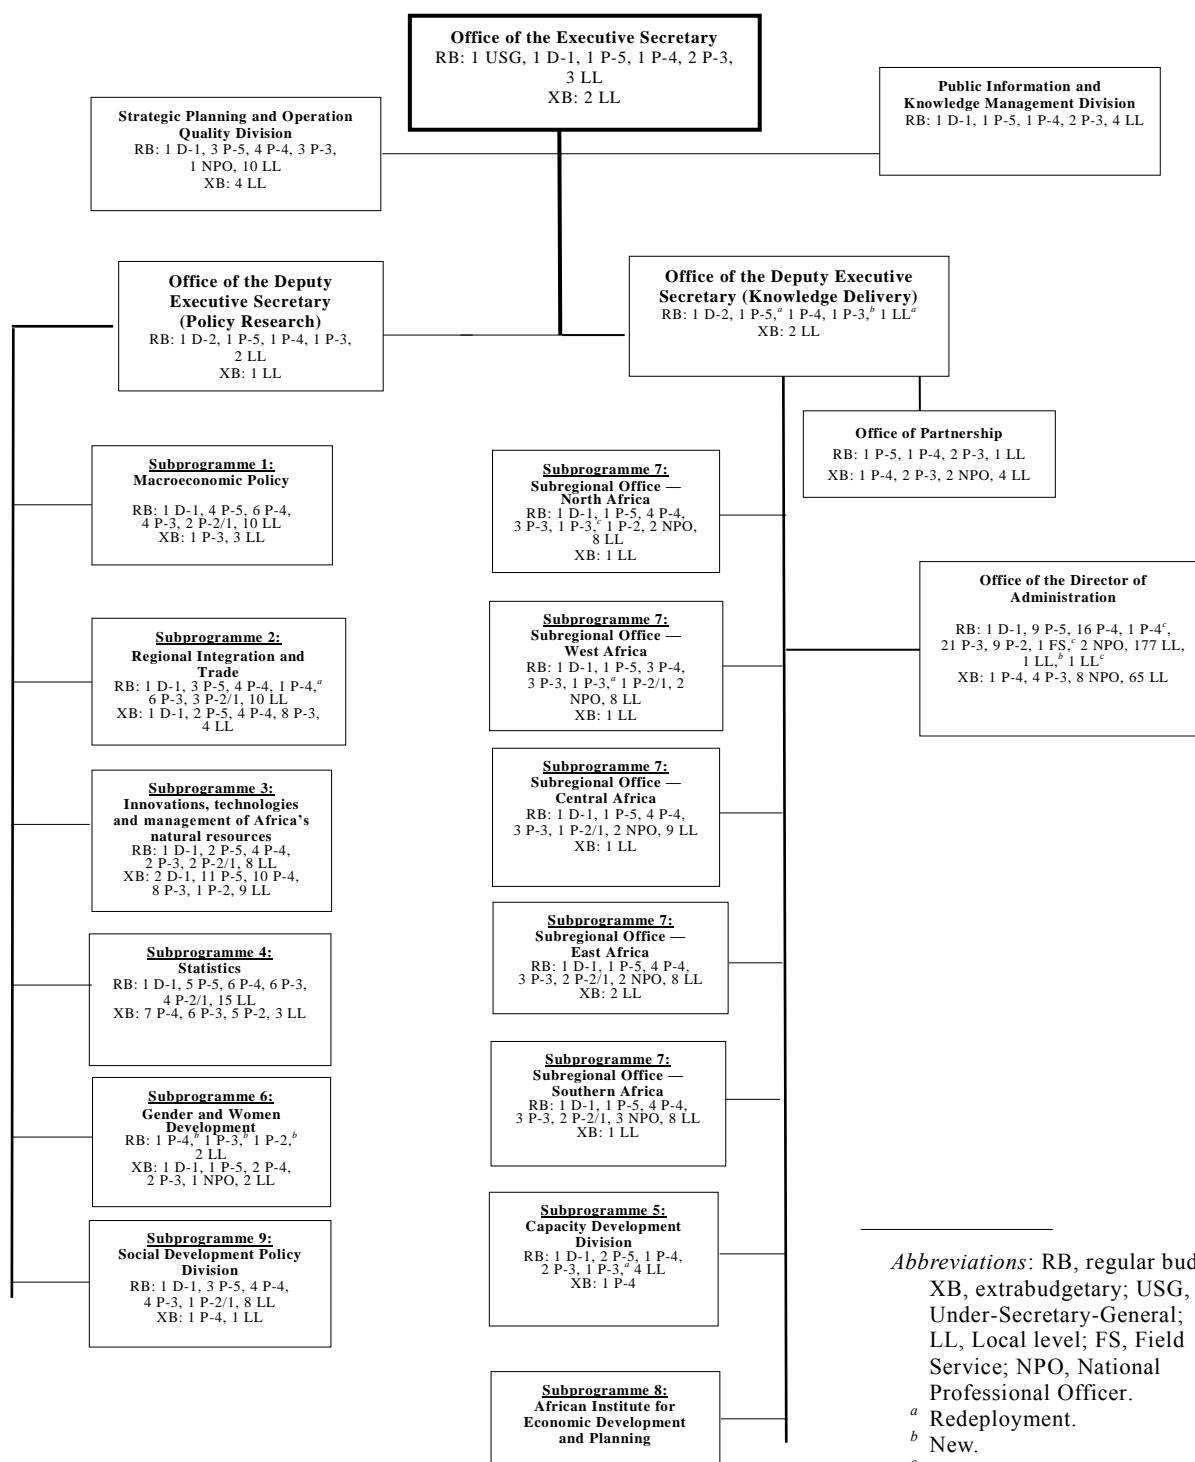 Office of the Executive Secretary
RB: 1 USG, 1 D-1, 1 P-5, 1 P-4, 2 P-3,
3 LL
XB: 2 LL
Strategic Planning and Operation
Quality Division
RB: 1 D-1, 3 P-5, 4 P-4, 3 P-3,
1 NPO, 10 LL
XB: 4 LL
Public Information and
Knowledge Management Division
RB: 1 D-1, 1 P-5, 1 P-4, 2 P-3, 4 LL
Office of the Deputy
Executive Secretary
(Policy Research)
RB: 1 D-2, 1 P-5, 1 P-4, 1 P-3,
2 LL
XB: 1 LL
Office of the Deputy Executive
Secretary (Knowledge Delivery)
RB: 1 D-2, 1 P-5,a 1 P-4, 1 P-3,b 1 LLa
XB: 2 LL
Office of Partnership
RB: 1 P-5, 1 P-4, 2 P-3, 1 LL
XB: 1 P-4, 2 P-3, 2 NPO, 4 LL
Office of the Director of
Administration
RB: 1 D-1, 9 P-5, 16 P-4, 1 P-4c,
21 P-3, 9 P-2, 1 FS,c 2 NPO, 177 LL,
1 LL,b 1 LLc
XB: 1 P-4, 4 P-3, 8 NPO, 65 LL
Subprogramme 1:
Macroeconomic Policy
RB: 1 D-1, 4 P-5, 6 P-4,
4 P-3, 2 P-2/1, 10 LL
XB: 1 P-3, 3 LL
Subprogramme 2:
Regional Integration and
Trade
RB: 1 D-1, 3 P-5, 4 P-4, 1 P-4,a
6 P-3, 3 P-2/1, 10 LL
XB: 1 D-1, 2 P-5, 4 P-4, 8 P-3,
4 LL
Subprogramme 3:
Innovations, technologies
and management of Africa's
natural resources
RB: 1 D-1, 2 P-5, 4 P-4,
2 P-3, 2 P-2/1, 8 LL
XB: 2 D-1, 11 P-5, 10 P-4,
8 P-3, 1 P-2, 9 LL
Subprogramme 4:
Statistics
RB: 1 D-1, 5 P-5, 6 P-4, 6 P-3,
4 P-2/1, 15 LL
XB: 7 P-4, 6 P-3, 5 P-2, 3 LL
Subprogramme 6:
Gender and Women
Development
RB: 1 P-4,b 1 P-3,b 1 P-2,b
2 LL
XB: 1 D-1, 1 P-5, 2 P-4,
2 P-3, 1 NPO, 2 LL
Subprogramme 9:
Social Development Policy
Division
RB: 1 D-1, 3 P-5, 4 P-4,
4 P-3, 1 P-2/1, 8 LL
XB: 1 P-4, 1 LL
Subprogramme 7:
Subregional Office —
North Africa
RB: 1 D-1, 1 P-5, 4 P-4,
3 P-3, 1 P-3,c 1 P-2, 2 NPO,
8 LL
XB: 1 LL
Subprogramme 7:
Subregional Office —
West Africa
RB: 1 D-1, 1 P-5, 3 P-4,
3 P-3, 1 P-3,a 1 P-2/1, 2
NPO, 8 LL
XB: 1 LL
Subprogramme 7:
Subregional Office —
Central Africa
RB: 1 D-1, 1 P-5, 4 P-4,
3 P-3, 1 P-2/1, 2 NPO, 9 LL
XB: 1 LL
Subprogramme 7:
Subregional Office —
East Africa
RB: 1 D-1, 1 P-5, 4 P-4,
3 P-3, 2 P-2/1, 2 NPO, 8 LL
XB: 2 LL
Subprogramme 7:
Subregional Office —
Southern Africa
RB: 1 D-1, 1 P-5, 4 P-4,
3 P-3, 2 P-2/1, 3 NPO, 8 LL
XB: 1 LL
Subprogramme 5:
Capacity Development
Division
RB: 1 D-1, 2 P-5, 1 P-4,
2 P-3, 1 P-3,a 4 LL
XB: 1 P-4
Subprogramme 8:
African Institute for
Economic Development
and Planning
Abbreviations: RB, regular bud
XB, extrabudgetary; USG,
Under-Secretary-General;
LL, Local level; FS, Field
Service; NPO, National
Professional Officer.
a Redeployment.
b New.